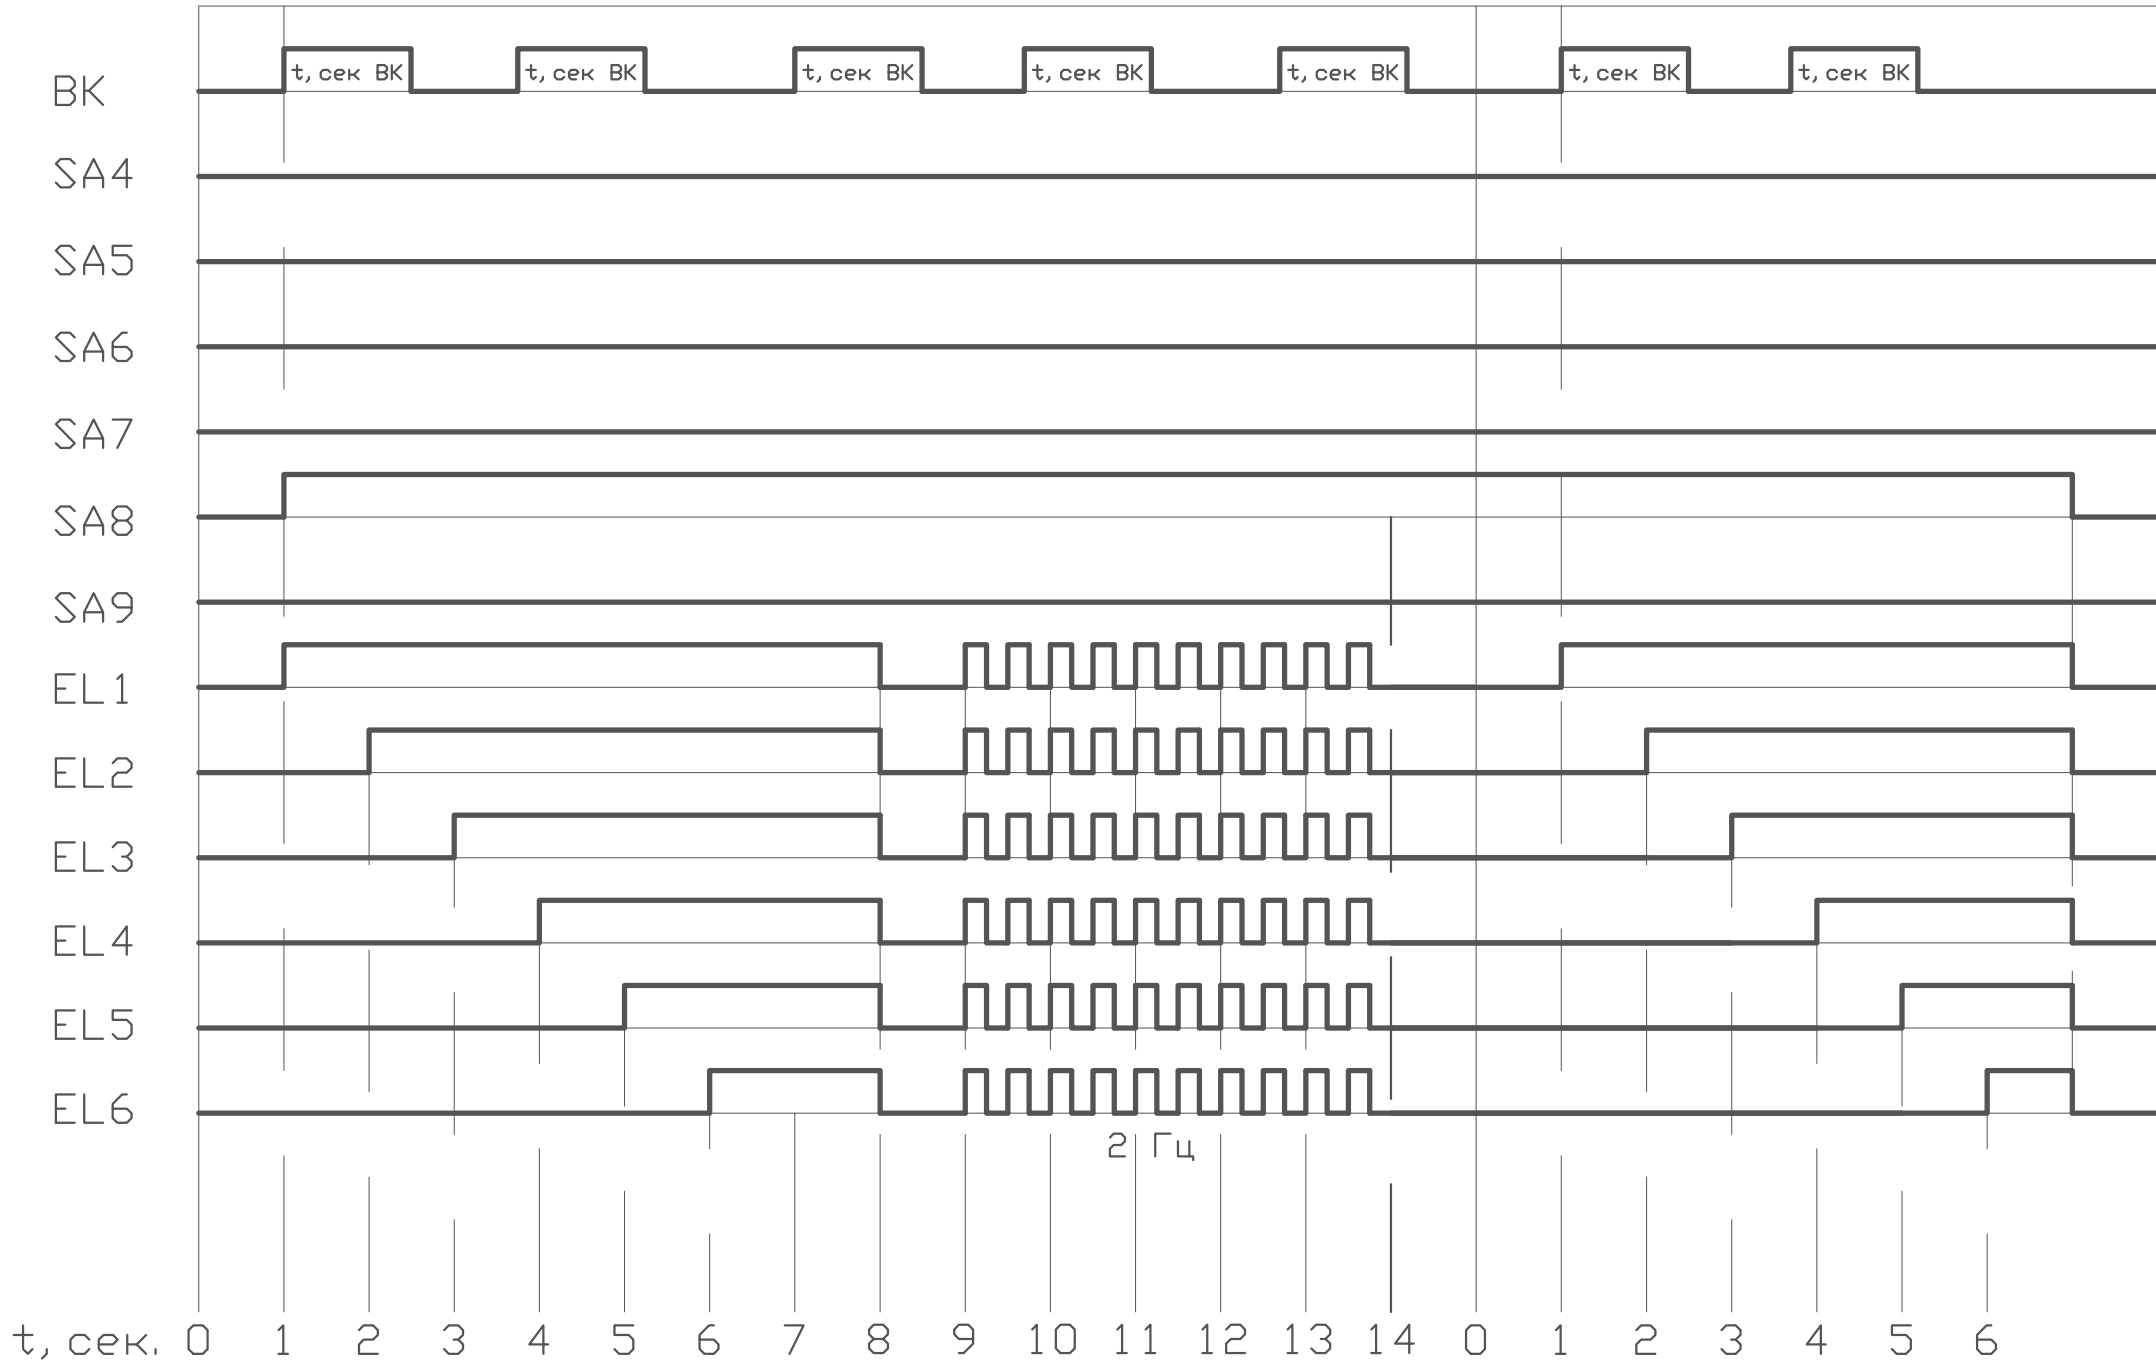 ВК t, сек ВК t, сек ВК t, сек ВК t, сек ВК t, сек ВК t, сек ВК t, сек ВК
SA4
SA5
SA6
SA7
SA8
SA9
EL1
EL2
EL3
EL4
EL5
EL6
2 Гц
t, сек. 0 1 2 3 4 5 6 7 8 9 10 11 12 13 14 0 1 2 3 4 5 6